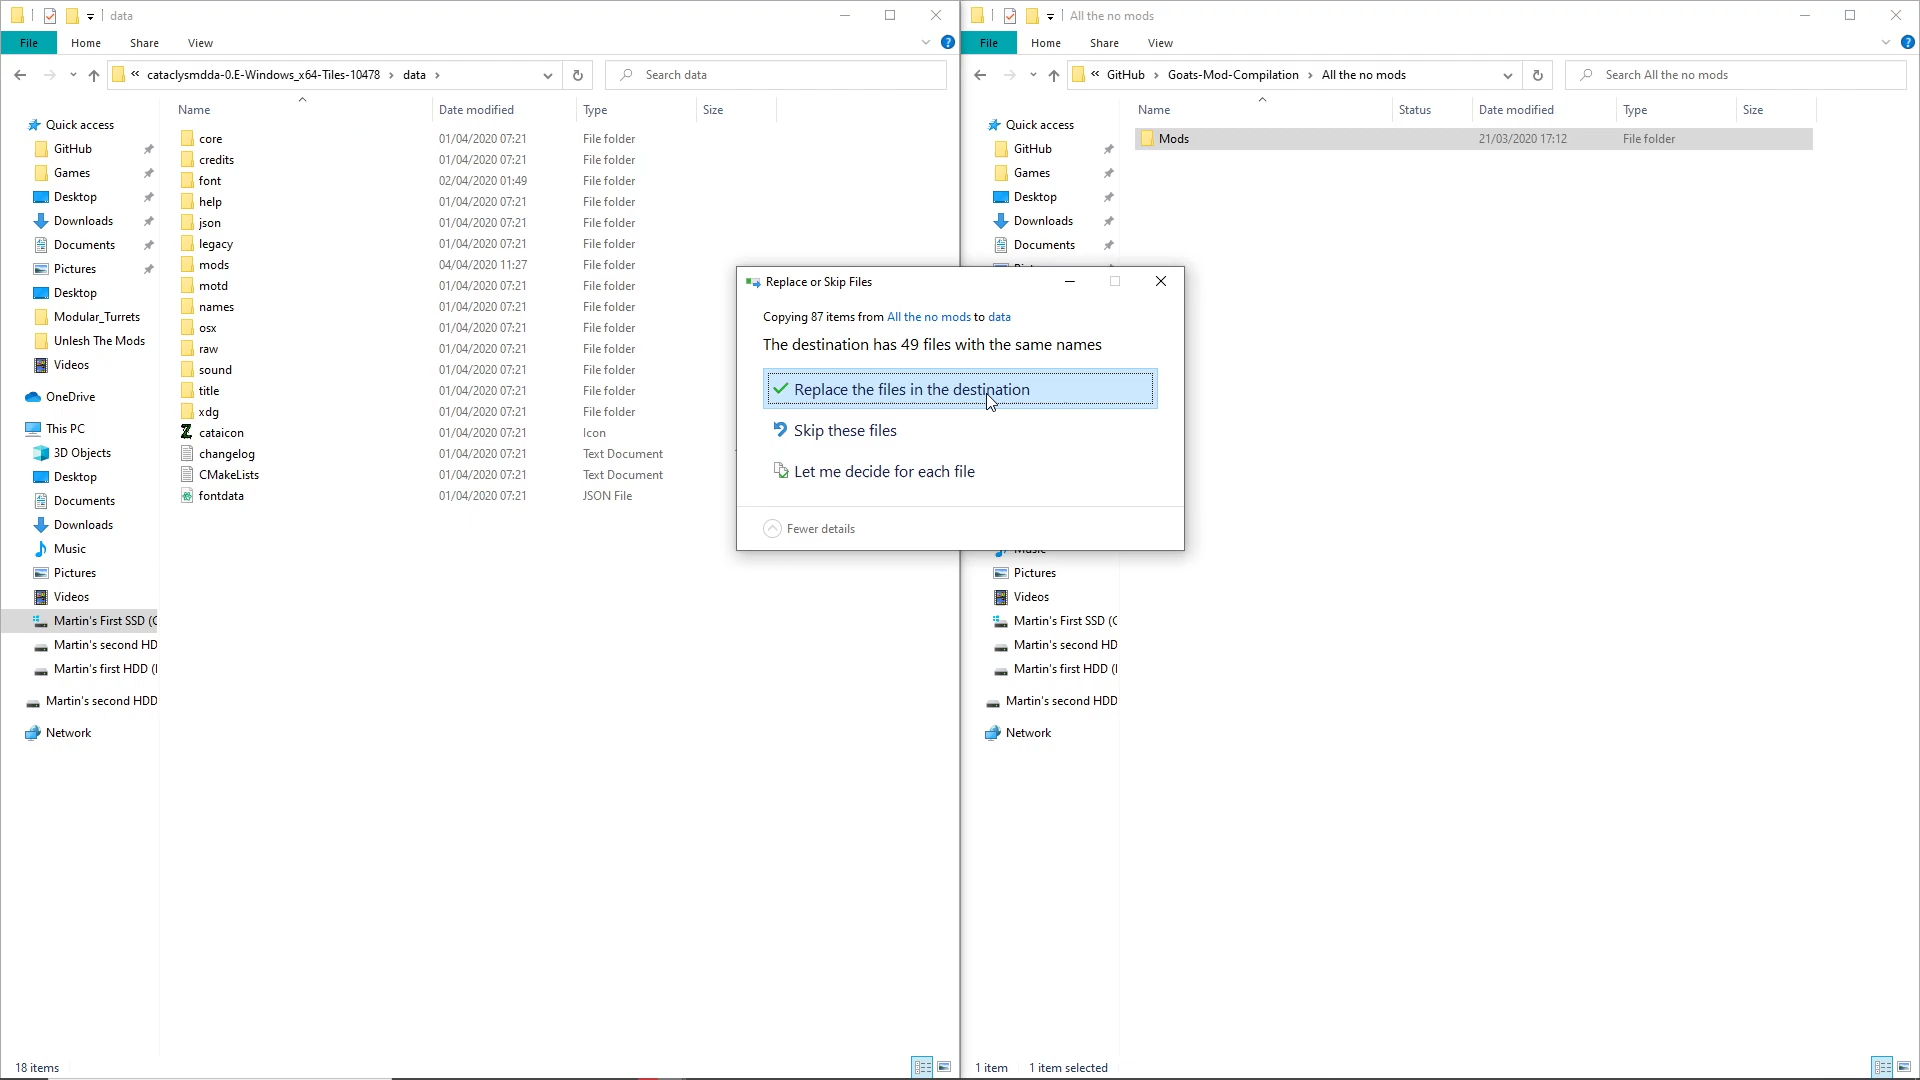 data
File
Home
Share
View
« cataclysmdda-0.E-Windows_x64-Tiles-10478 › data ›
Search data
Name
Date modified
Type
Size
Quick access
GitHub
Games
Desktop
Downloads
Documents
Pictures
Desktop
Modular_Turrets
Unlesh The Mods
Videos
OneDrive
This PC
3D Objects
Desktop
Documents
Downloads
Music
Pictures
Videos
Martin's First SSD (C
Martin's second HD
Martin's first HDD (
Martin's second HDD
Network
core 01/04/2020 07:21 File folder
credits 01/04/2020 07:21 File folder
font 02/04/2020 01:49 File folder
help 01/04/2020 07:21 File folder
json 01/04/2020 07:21 File folder
legacy 01/04/2020 07:21 File folder
mods 04/04/2020 11:27 File folder
motd 01/04/2020 07:21 File folder
names 01/04/2020 07:21 File folder
osx 01/04/2020 07:21 File folder
raw 01/04/2020 07:21 File folder
sound 01/04/2020 07:21 File folder
title 01/04/2020 07:21 File folder
xdg 01/04/2020 07:21 File folder
cataicon 01/04/2020 07:21 Icon
changelog 01/04/2020 07:21 Text Document
CMakeLists 01/04/2020 07:21 Text Document
fontdata 01/04/2020 07:21 JSON File
18 items
Replace or Skip Files
Copying 87 items from All the no mods to data
The destination has 49 files with the same names
Replace the files in the destination
Skip these files
Let me decide for each file
Fewer details
All the no mods
File
Home
Share
View
« GitHub › Goats-Mod-Compilation › All the no mods
Search All the no mods
Name
Status
Date modified
Type
Size
Mods 21/03/2020 17:12 File folder
Quick access
GitHub
Games
Desktop
Downloads
Documents
Music
Pictures
Videos
Martin's First SSD (C
Martin's second HD
Martin's first HDD (
Martin's second HDD
Network
1 item
1 item selected